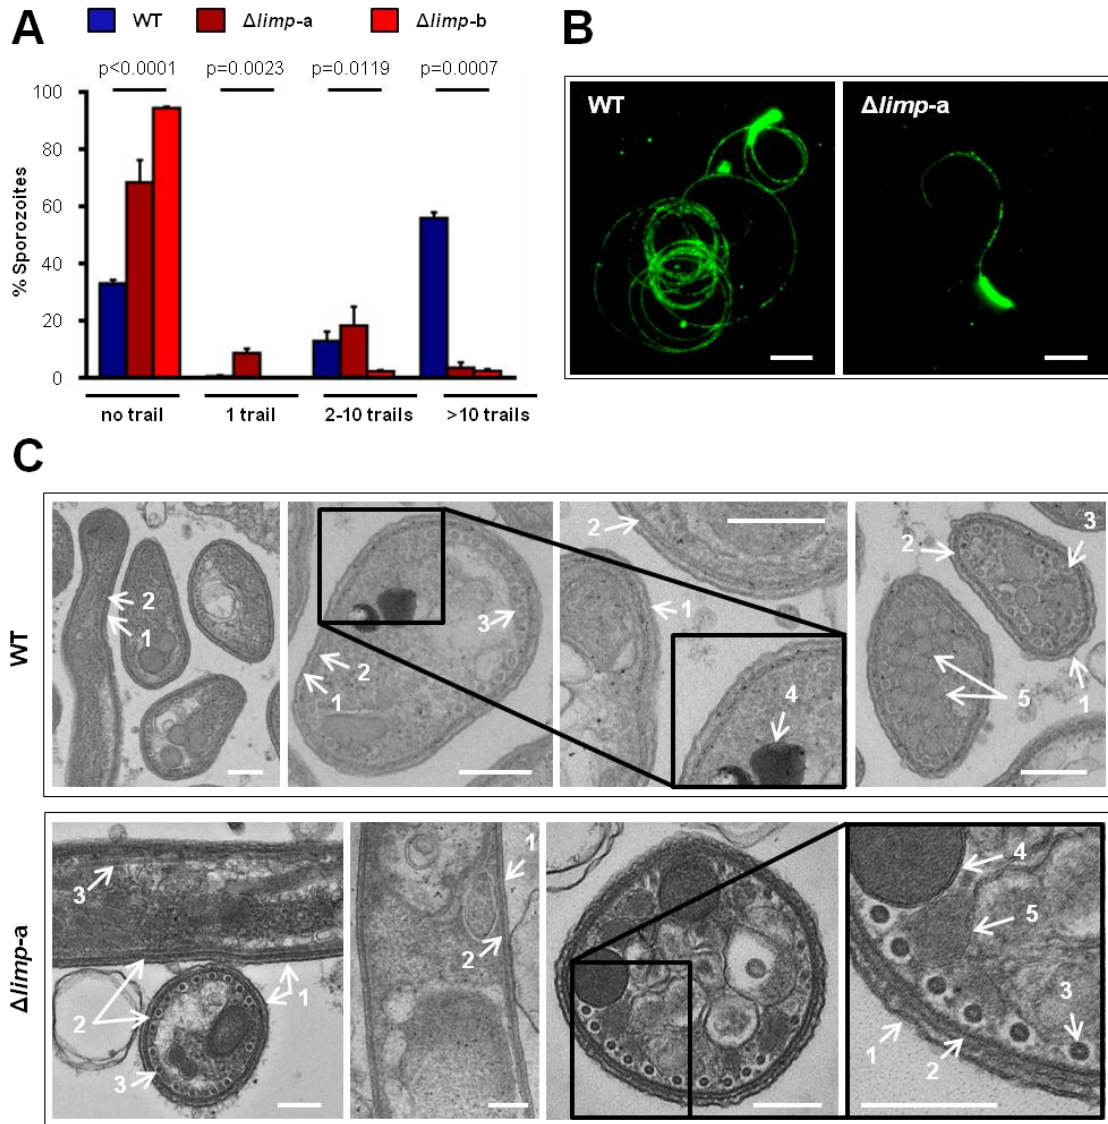 A
WT Δlimp-a Δlimp-b
p<0.0001 p=0.0023 p=0.0119 p=0.0007
% Sporozoites
100
80
60
40
20
0
no trail 1 trail 2-10 trails >10 trails
B
WT Δlimp-a
C
WT
2
1
3
2
1
2
1
4
3
2
5
1
Δlimp-a
3
2
1
3
1
2
4
5
3
1
2